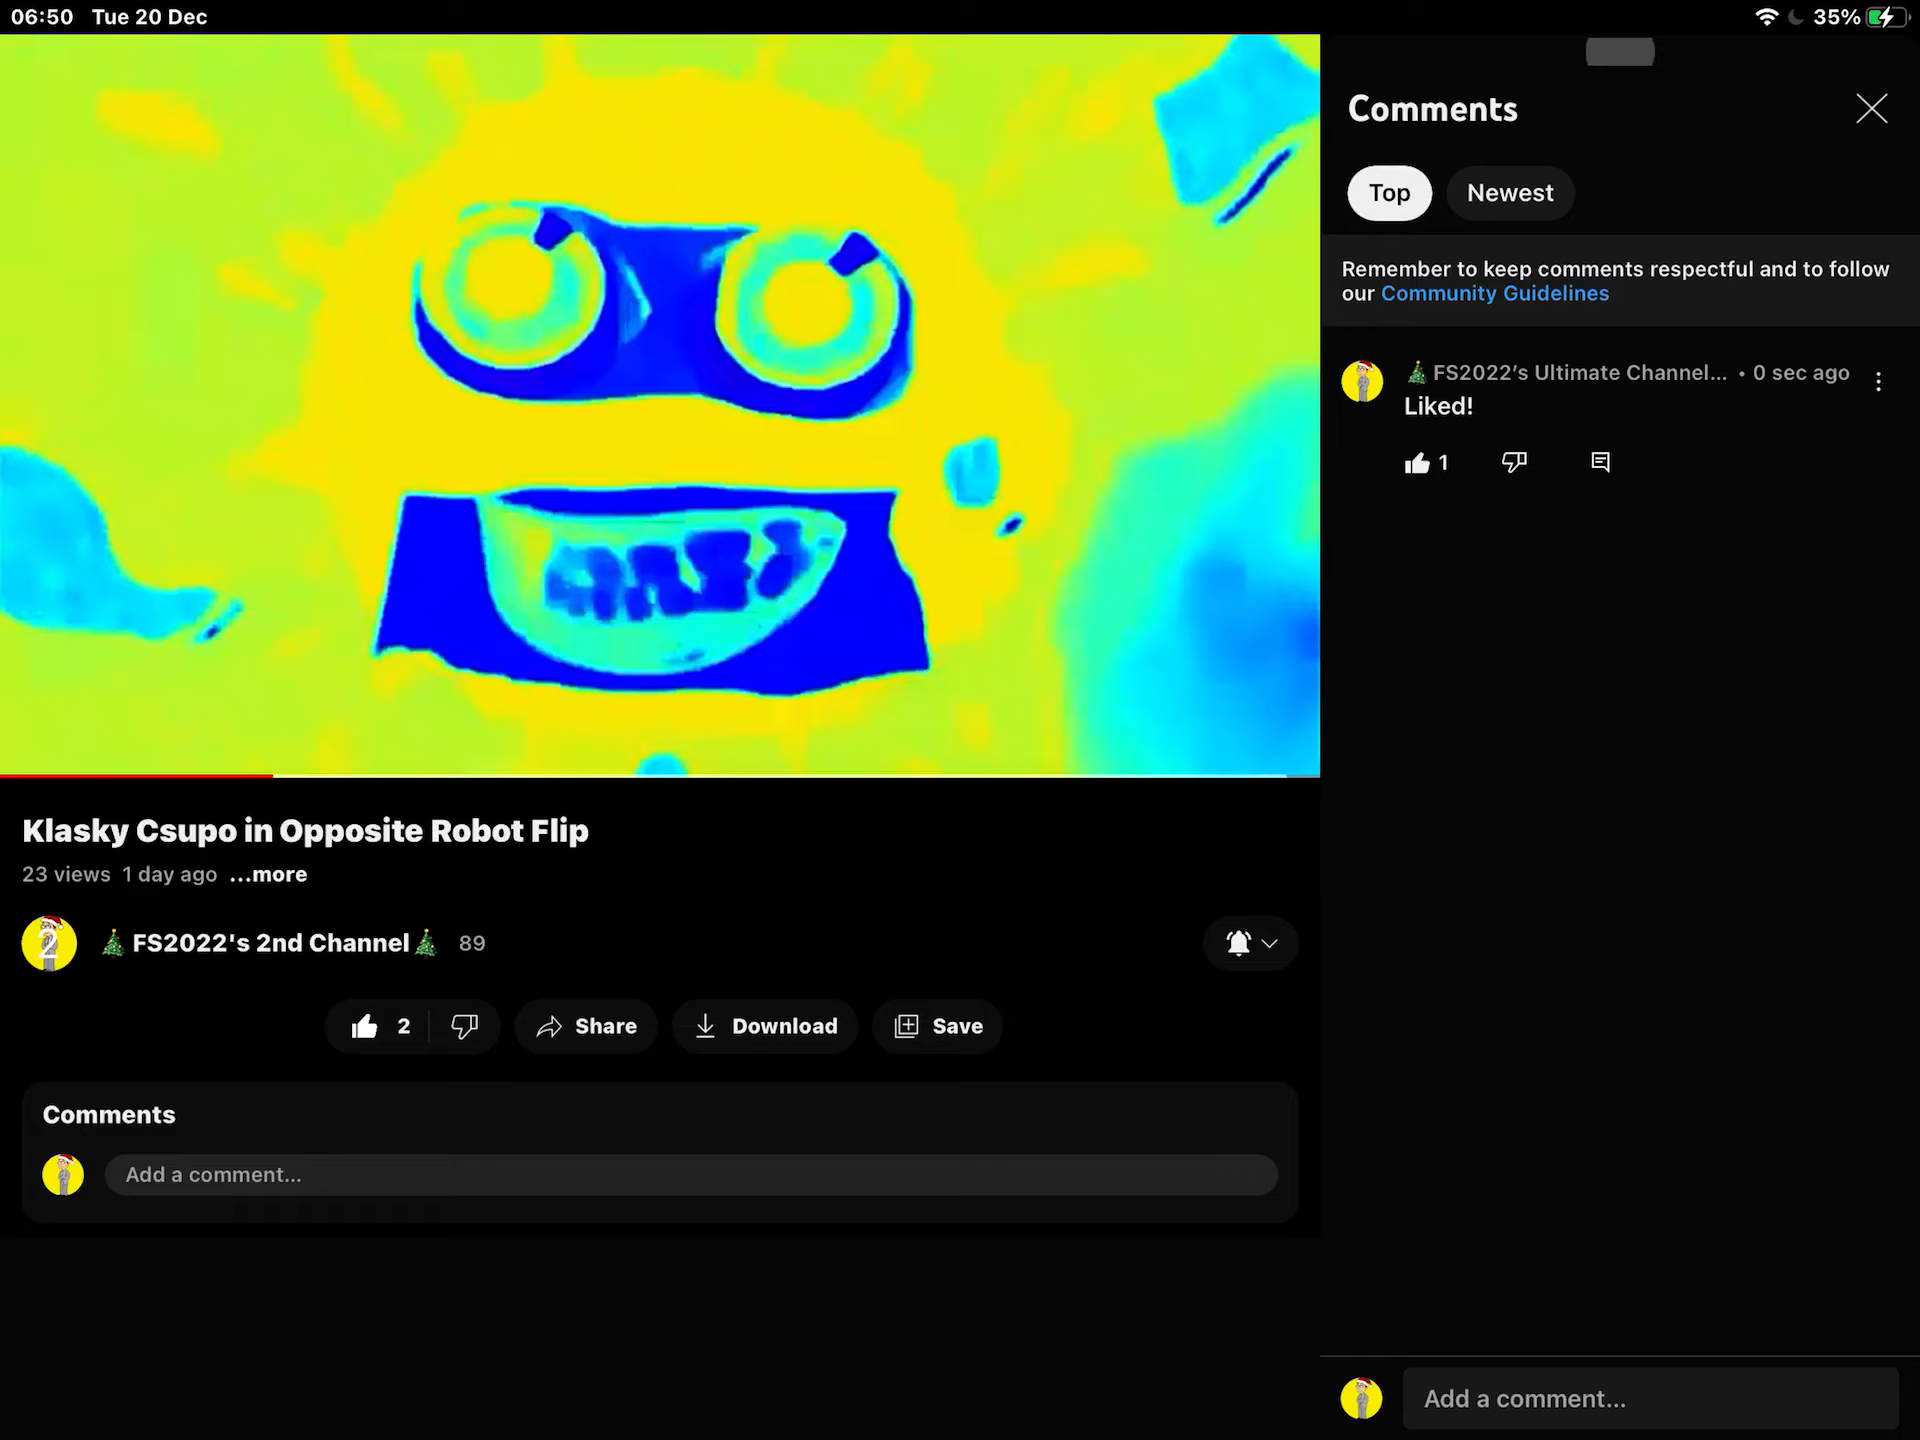 06:50 Tue 20 Dec
35%
Comments
Top Newest
Remember to keep comments respectful and to follow
our Community Guidelines
🎄 FS2022’s Ultimate Channel... • 0 sec ago
Liked!
1
Klasky Csupo in Opposite Robot Flip
23 views 1 day ago ...more
2
🎄FS2022's 2nd Channel🎄 89
2 Share Download Save
Comments
Add a comment...
Add a comment...